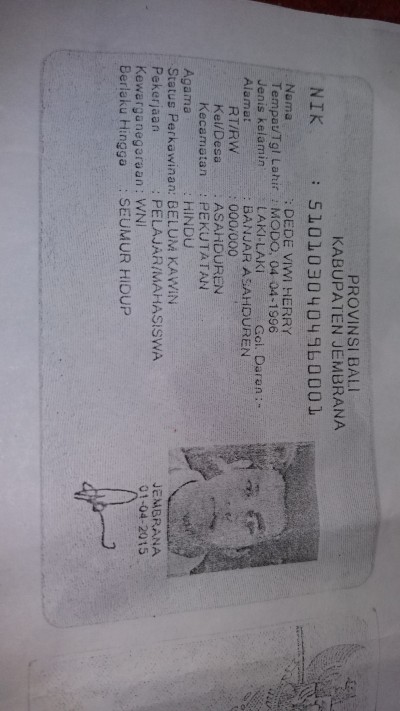 PROVINSI BALI
KABUPATEN JEMBRANA
NIK : 5101030404960001
Nama : DEDE VIWI HERRY
Tempat/Tgl Lahir : MODO, 04-04-1996
Jenis kelamin : LAKI-LAKI Gol. Darah : -
Alamat : BANJAR ASAHDUREN
RT/RW : 000/000
Kel/Desa : ASAHDUREN
Kecamatan : PEKUTATAN
Agama : HINDU
Status Perkawinan: BELUM KAWIN
Pekerjaan : PELAJAR/MAHASISWA
Kewarganegaraan: WNI
Berlaku Hingga : SEUMUR HIDUP
JEMBRANA
01-04-2015